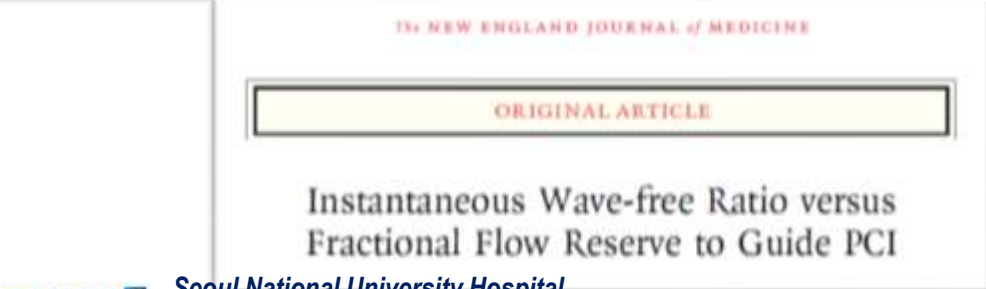 The NEW ENGLAND JOURNAL of MEDICINE
ORIGINAL ARTICLE
Instantaneous Wave-free Ratio versus
Fractional Flow Reserve to Guide PCI
Seoul National University Hospital